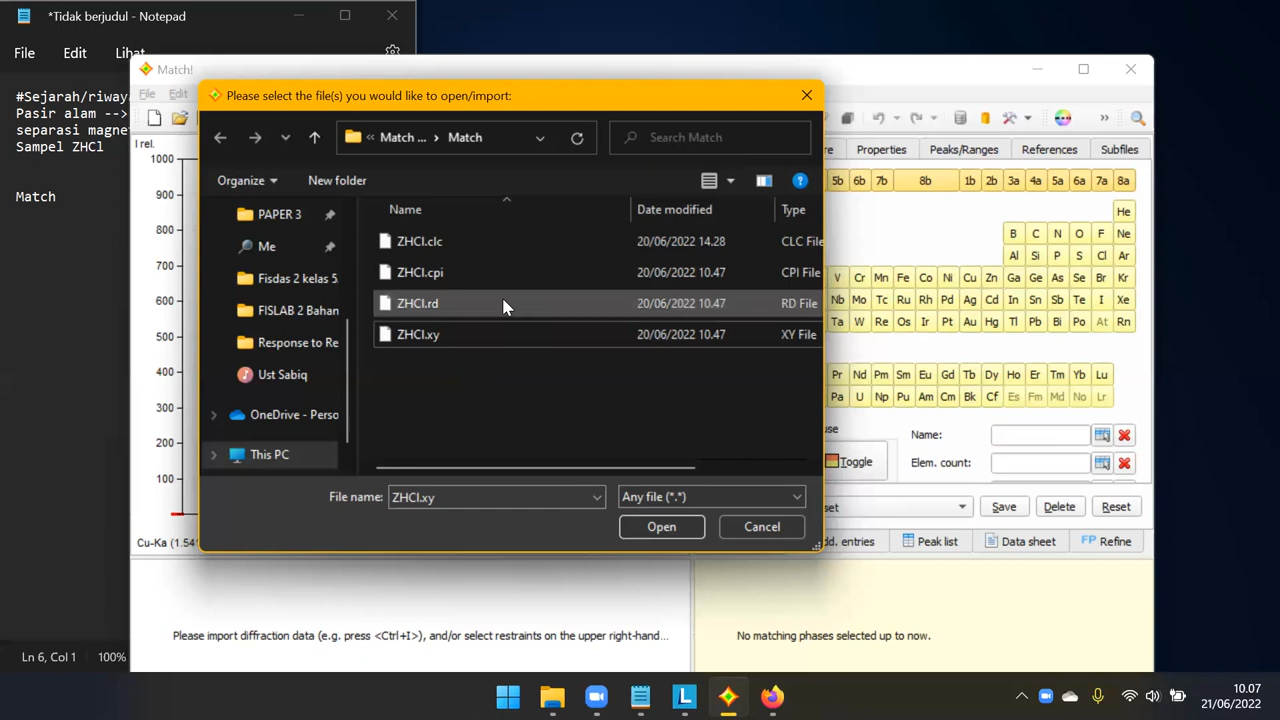 *Tidak berjudul - Notepad
File Edit Lihat
#Sejarah/riwaya
Pasir alam -->
separasi magne
Sampel ZHCl
Match
Ln 6, Col 1 100%
Match!
File Edit
Please select the file(s) you would like to open/import:
« Match ... › Match
Search Match
Organize New folder
Name Date modified Type
ZHCl.clc 20/06/2022 14.28 CLC File
ZHCl.cpi 20/06/2022 10.47 CPI File
ZHCl.rd 20/06/2022 10.47 RD File
ZHCl.xy 20/06/2022 10.47 XY File
PAPER 3
Me
Fisdas 2 kelas 5.
FISLAB 2 Bahan
Response to Re
Ust Sabiq
OneDrive - Perso
This PC
File name: ZHCl.xy Any file (*.*)
Open Cancel
I rel.
1000
900
800
700
600
500
400
300
200
100
Cu-Ka (1.541
re Properties Peaks/Ranges References Subfiles
5b 6b 7b 8b 1b 2b 3a 4a 5a 6a 7a 8a
He
B C N O F Ne
Al Si P S Cl Ar
V Cr Mn Fe Co Ni Cu Zn Ga Ge As Se Br Kr
Nb Mo Tc Ru Rh Pd Ag Cd In Sn Sb Te I Xe
Ta W Re Os Ir Pt Au Hg Tl Pb Bi Po At Rn
Pr Nd Pm Sm Eu Gd Tb Dy Ho Er Tm Yb Lu
Pa U Np Pu Am Cm Bk Cf Es Fm Md No Lr
use
Toggle
Name:
Elem. count:
set Save Delete Reset
dd. entries Peak list Data sheet FP Refine
Please import diffraction data (e.g. press <Ctrl+I>), and/or select restraints on the upper right-hand...
No matching phases selected up to now.
10.07
21/06/2022